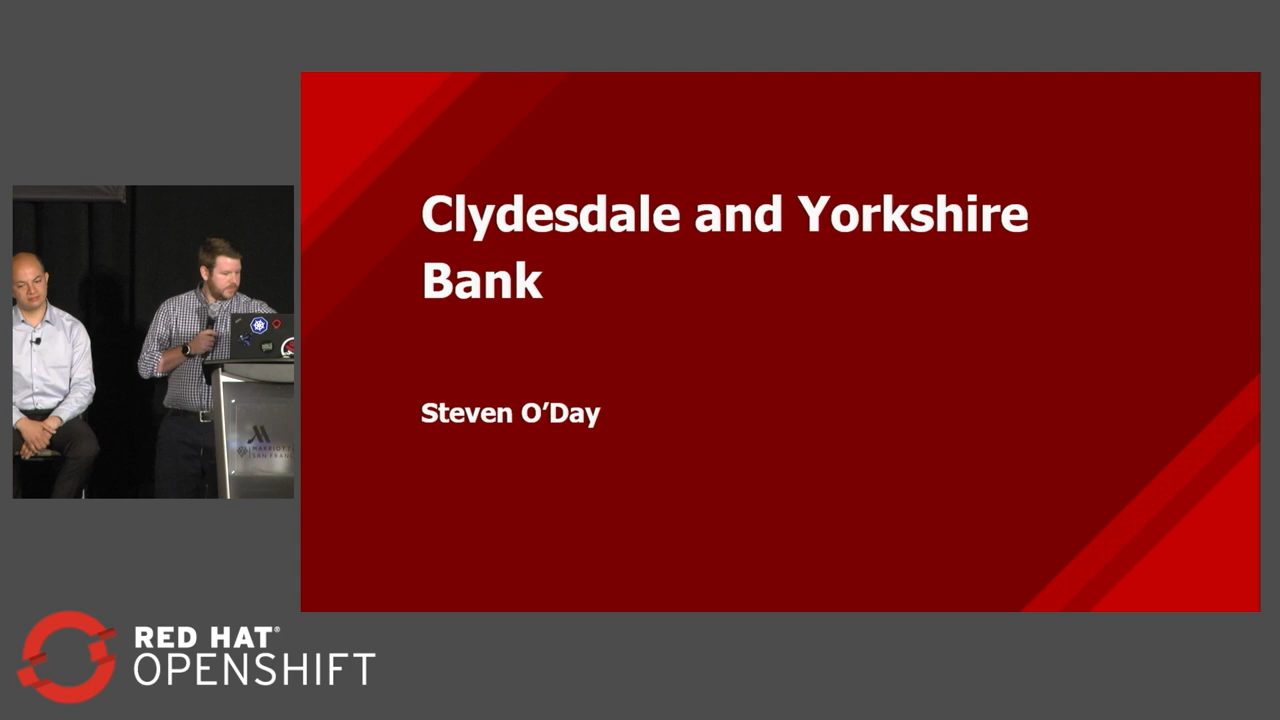 Clydesdale and Yorkshire
Bank
Steven O'Day
RED HAT®
OPENSHIFT